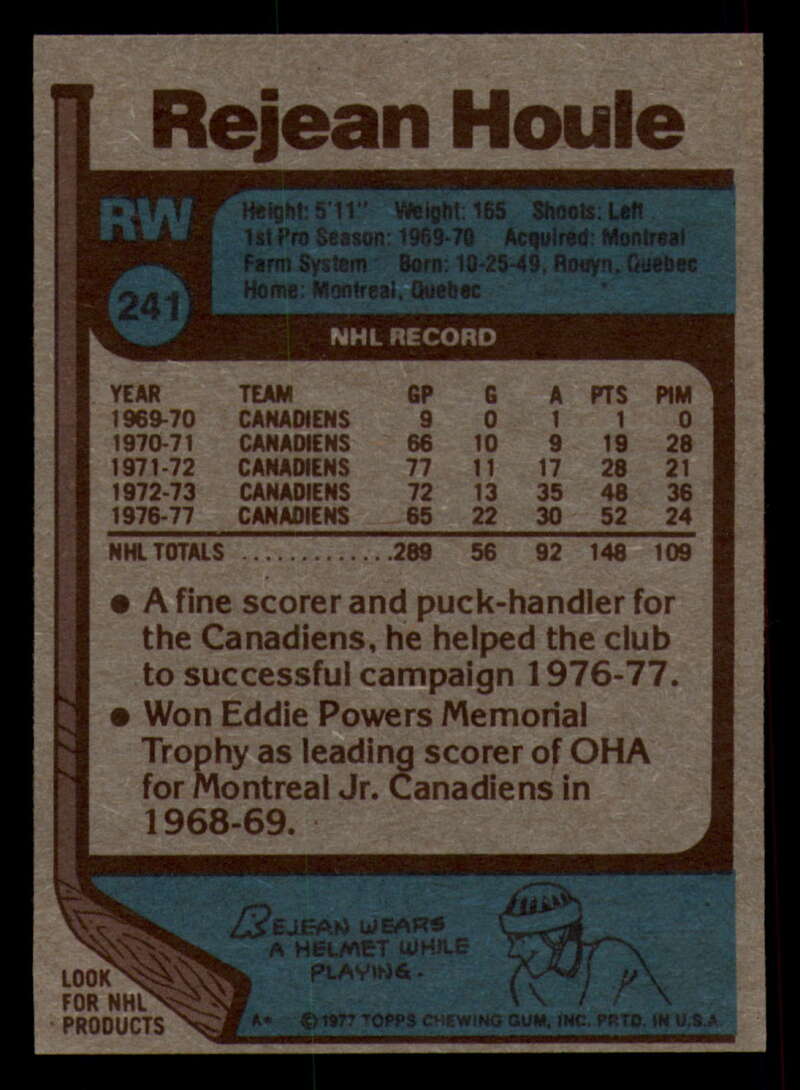 Rejean Houle
RW
241
Height: 5'11" Weight: 165 Shoots: Left
1st Pro Season: 1969-70 Acquired: Montreal
Farm System Born: 10-25-49, Rouyn, Quebec
Home: Montreal, Quebec
NHL RECORD
YEAR TEAM GP G A PTS PIM
1969-70 CANADIENS 9 0 1 1 0
1970-71 CANADIENS 66 10 9 19 28
1971-72 CANADIENS 77 11 17 28 21
1972-73 CANADIENS 72 13 35 48 36
1976-77 CANADIENS 65 22 30 52 24
NHL TOTALS .............289 56 92 148 109
● A fine scorer and puck-handler for
the Canadiens, he helped the club
to successful campaign 1976-77.
● Won Eddie Powers Memorial
Trophy as leading scorer of OHA
for Montreal Jr. Canadiens in
1968-69.
REJEAN WEARS
A HELMET WHILE
PLAYING.
LOOK
FOR NHL
PRODUCTS
A* © 1977 TOPPS CHEWING GUM, INC. PRTD. IN U.S.A.